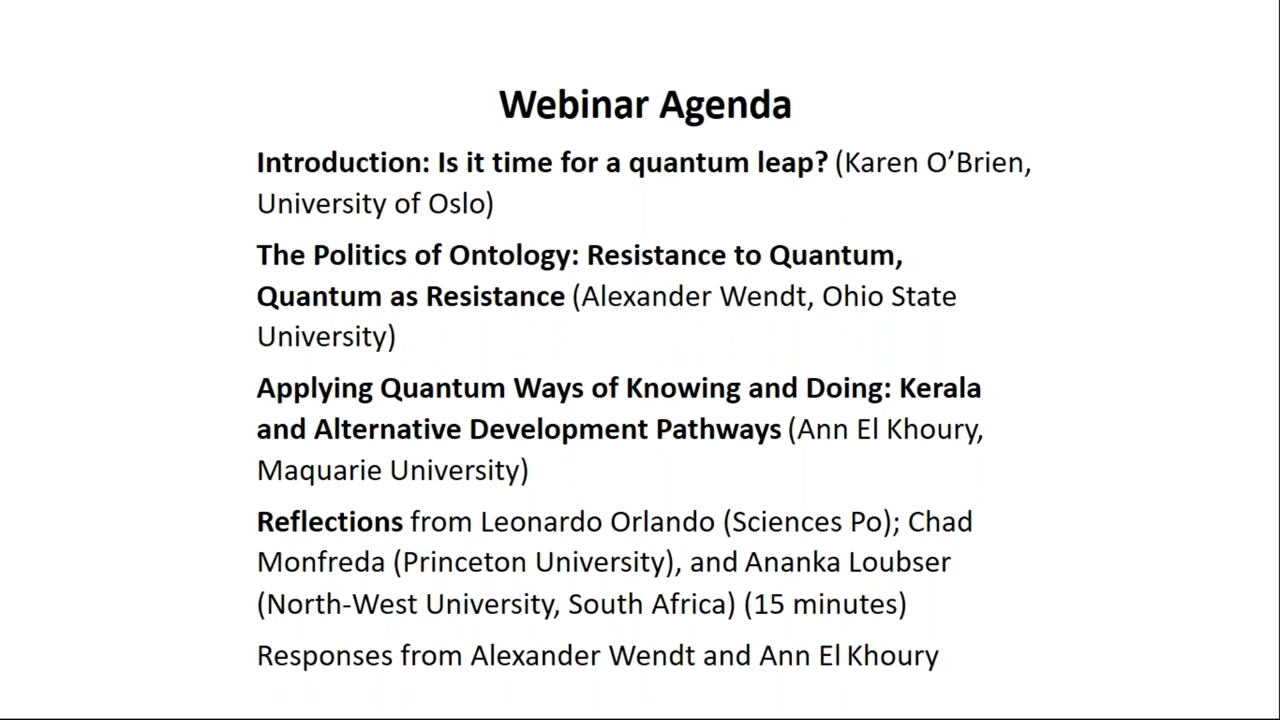 Webinar Agenda
Introduction: Is it time for a quantum leap? (Karen O’Brien,
University of Oslo)
The Politics of Ontology: Resistance to Quantum,
Quantum as Resistance (Alexander Wendt, Ohio State
University)
Applying Quantum Ways of Knowing and Doing: Kerala
and Alternative Development Pathways (Ann El Khoury,
Maquarie University)
Reflections from Leonardo Orlando (Sciences Po); Chad
Monfreda (Princeton University), and Ananka Loubser
(North-West University, South Africa) (15 minutes)
Responses from Alexander Wendt and Ann El Khoury